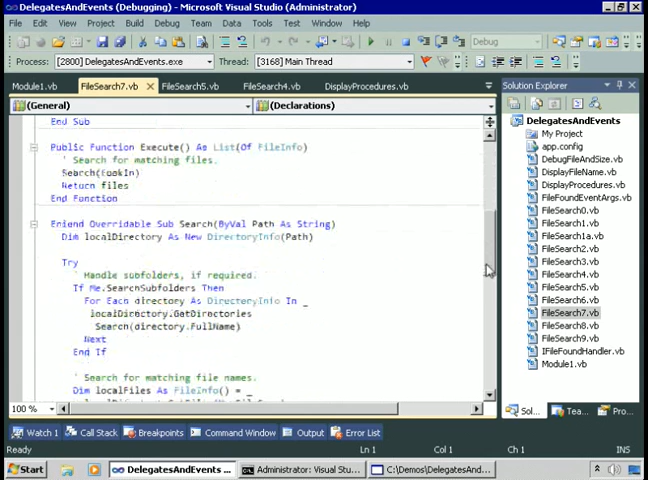 DelegatesAndEvents (Debugging) - Microsoft Visual Studio (Administrator)
File Edit View Project Build Debug Team Data Tools Test Window Help
Debug
Process: [2800] DelegatesAndEvents.exe Thread: [3168] Main Thread
Module1.vb FileSearch7.vb FileSearch5.vb FileSearch4.vb DisplayProcedures.vb
(General) (Declarations)
End Sub
Public Function Execute() As List(Of FileInfo)
' Search for matching files.
Search(LookIn)
Return files
End Function
Friend Overridable Sub Search(ByVal Path As String)
Dim localDirectory As New DirectoryInfo(Path)
Try
' Handle subfolders, if required.
If Me.SearchSubfolders Then
For Each directory As DirectoryInfo In _
localDirectory.GetDirectories
Search(directory.FullName)
Next
End If
' Search for matching file names.
Dim localFiles As FileInfo() = _
100 %
Solution Explorer
DelegatesAndEvents
My Project
app.config
DebugFileAndSize.vb
DisplayFileName.vb
DisplayProcedures.vb
FileFoundEventArgs.vb
FileSearch0.vb
FileSearch1.vb
FileSearch1a.vb
FileSearch2.vb
FileSearch3.vb
FileSearch4.vb
FileSearch5.vb
FileSearch6.vb
FileSearch7.vb
FileSearch8.vb
FileSearch9.vb
IFileFoundHandler.vb
Module1.vb
Sol... Tea... Pro...
Watch 1 Call Stack Breakpoints Command Window Output Error List
Ready Ln 1 Col 1 Ch 1 INS
Start DelegatesAndEvents ... Administrator: Visual Stu... C:\Demos\DelegatesAn...